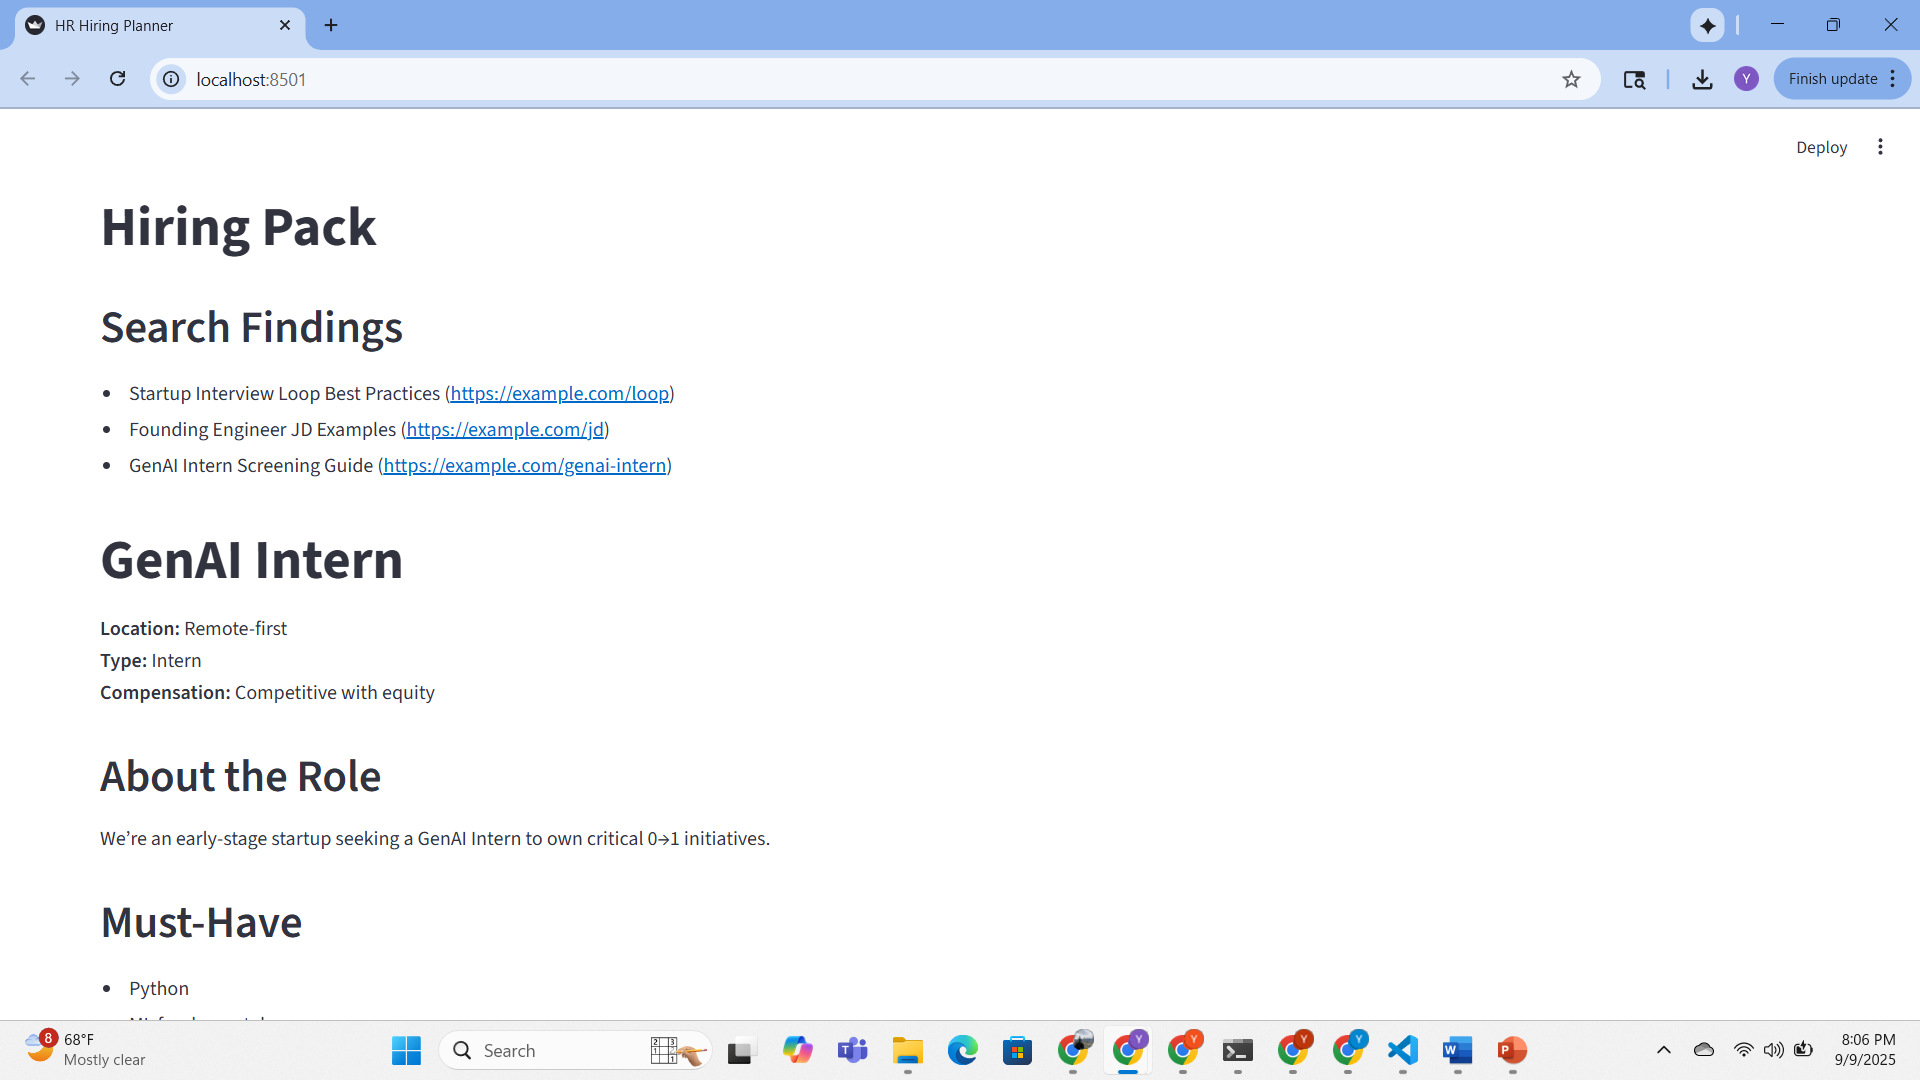 HR Hiring Planner
localhost:8501
Y
Finish update
Deploy
Hiring Pack
Search Findings
Startup Interview Loop Best Practices (https://example.com/loop)
Founding Engineer JD Examples (https://example.com/jd)
GenAI Intern Screening Guide (https://example.com/genai-intern)
GenAI Intern
Location: Remote-first
Type: Intern
Compensation: Competitive with equity
About the Role
We’re an early-stage startup seeking a GenAI Intern to own critical 0→1 initiatives.
Must-Have
Python
8
68°F
Mostly clear
Search
8:06 PM
9/9/2025